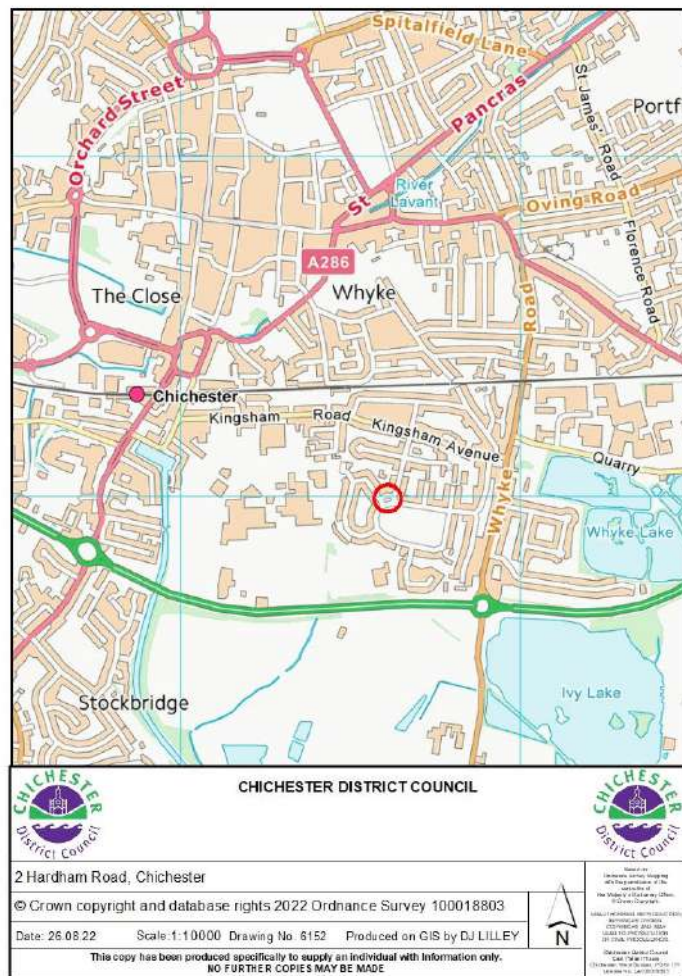 Spitalfield Lane
Orchard Street
St Pancras
St James' Road
Portf
River
Lavant
Oving Road
Florence Road
A286
The Close
Whyke
Chichester
Kingsham Road
Kingsham Avenue
Whyke Road
Quarry
Whyke Lake
Stockbridge
Ivy Lake
CHICHESTER
District Council
CHICHESTER DISTRICT COUNCIL
CHICHESTER
District Council
2 Hardham Road, Chichester
© Crown copyright and database rights 2022 Ordnance Survey 100018803
Date: 26.08.22 Scale:1:10000 Drawing No. 6152 Produced on GIS by DJ LILLEY
N
This copy has been produced specifically to supply an individual with Information only.
NO FURTHER COPIES MAY BE MADE